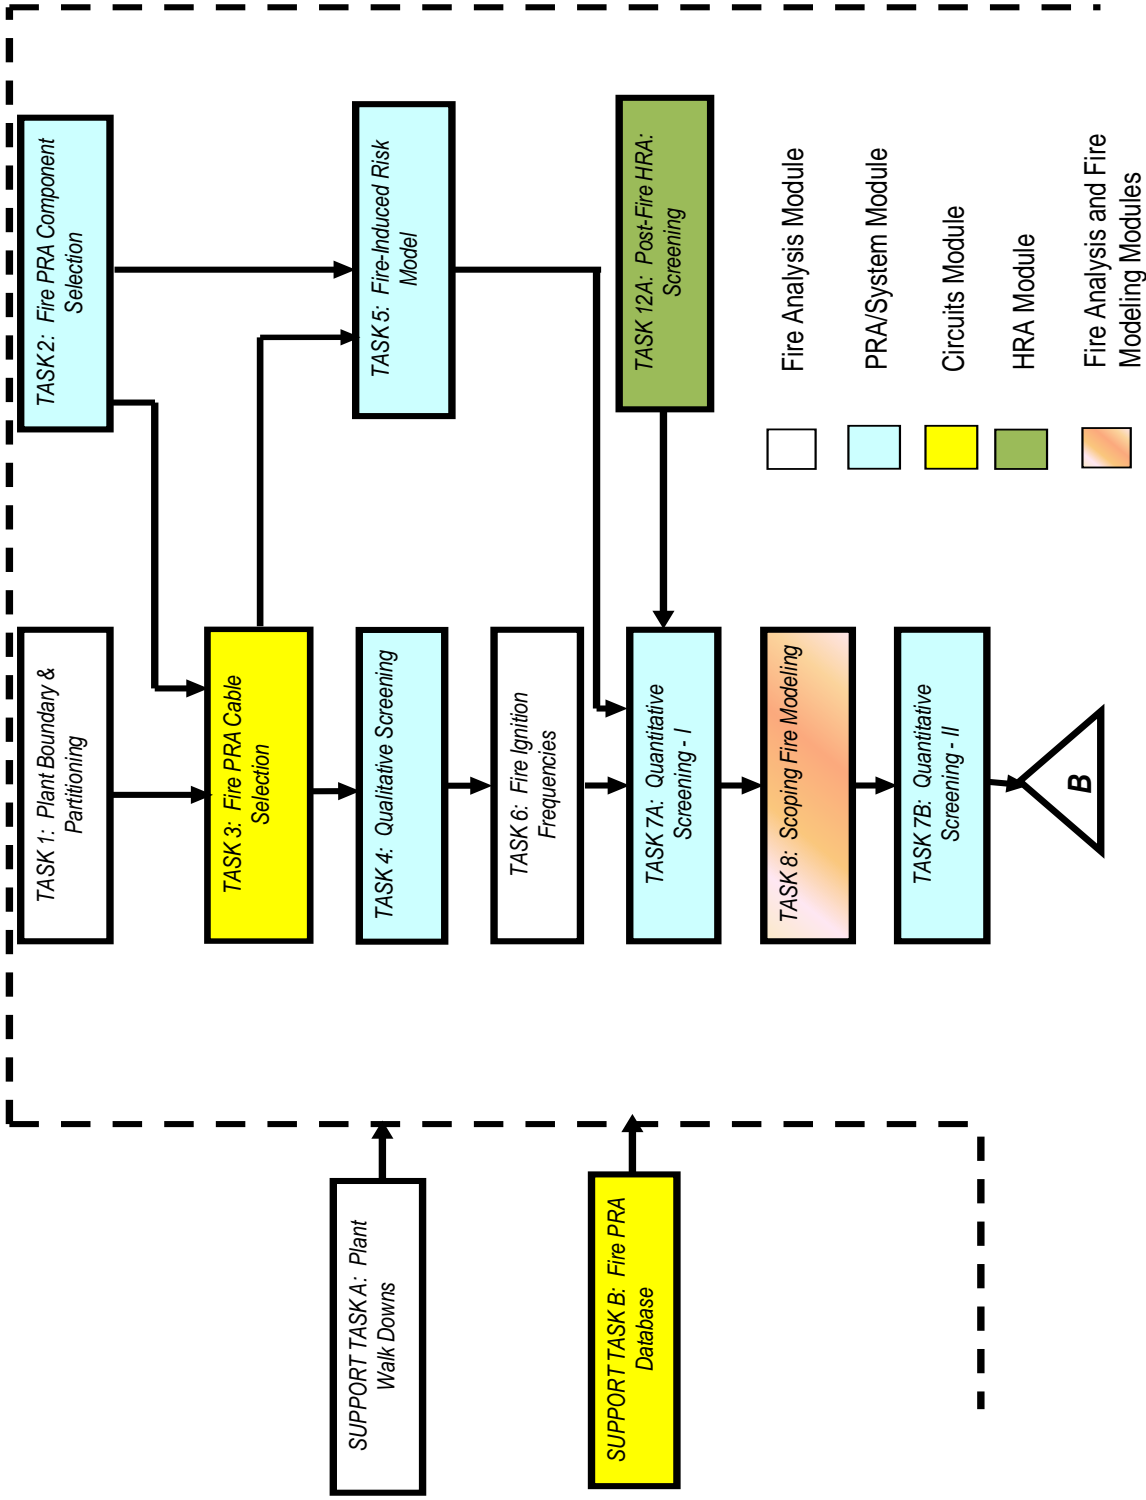 TASK 1: Plant Boundary &
Partitioning
TASK 2: Fire PRA Component
Selection
TASK 3: Fire PRA Cable
Selection
TASK 4: Qualitative Screening
TASK 5: Fire-Induced Risk
Model
TASK 6: Fire Ignition
Frequencies
TASK 7A: Quantitative
Screening - I
TASK 12A: Post-Fire HRA:
Screening
TASK 8: Scoping Fire Modeling
TASK 7B: Quantitative
Screening - II
B
SUPPORT TASK A: Plant
Walk Downs
SUPPORT TASK B: Fire PRA
Database
Fire Analysis Module
PRA/System Module
Circuits Module
HRA Module
Fire Analysis and Fire
Modeling Modules